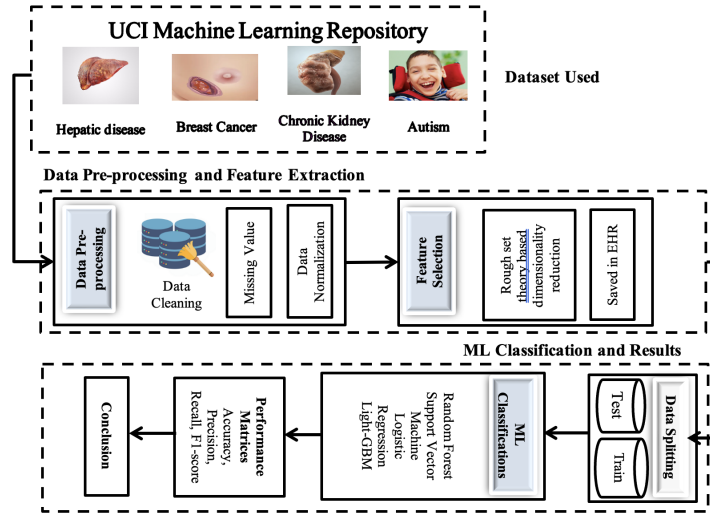 UCI Machine Learning Repository
Hepatic disease
Breast Cancer
Chronic Kidney
Disease
Autism
Dataset Used
Data Pre-processing and Feature Extraction
Data Pre-
processing
Data
Cleaning
Missing Value
Data
Normalization
Feature
Selection
Rough set
theory based
dimensionality
reduction
Saved in EHR
ML Classification and Results
Data Splitting
Test
Train
ML
Classifications
Random Forest
Support Vector
Machine
Logistic
Regression
Light-GBM
Performance
Matrices
Accuracy,
Precision,
Recall, F1-score
Conclusion